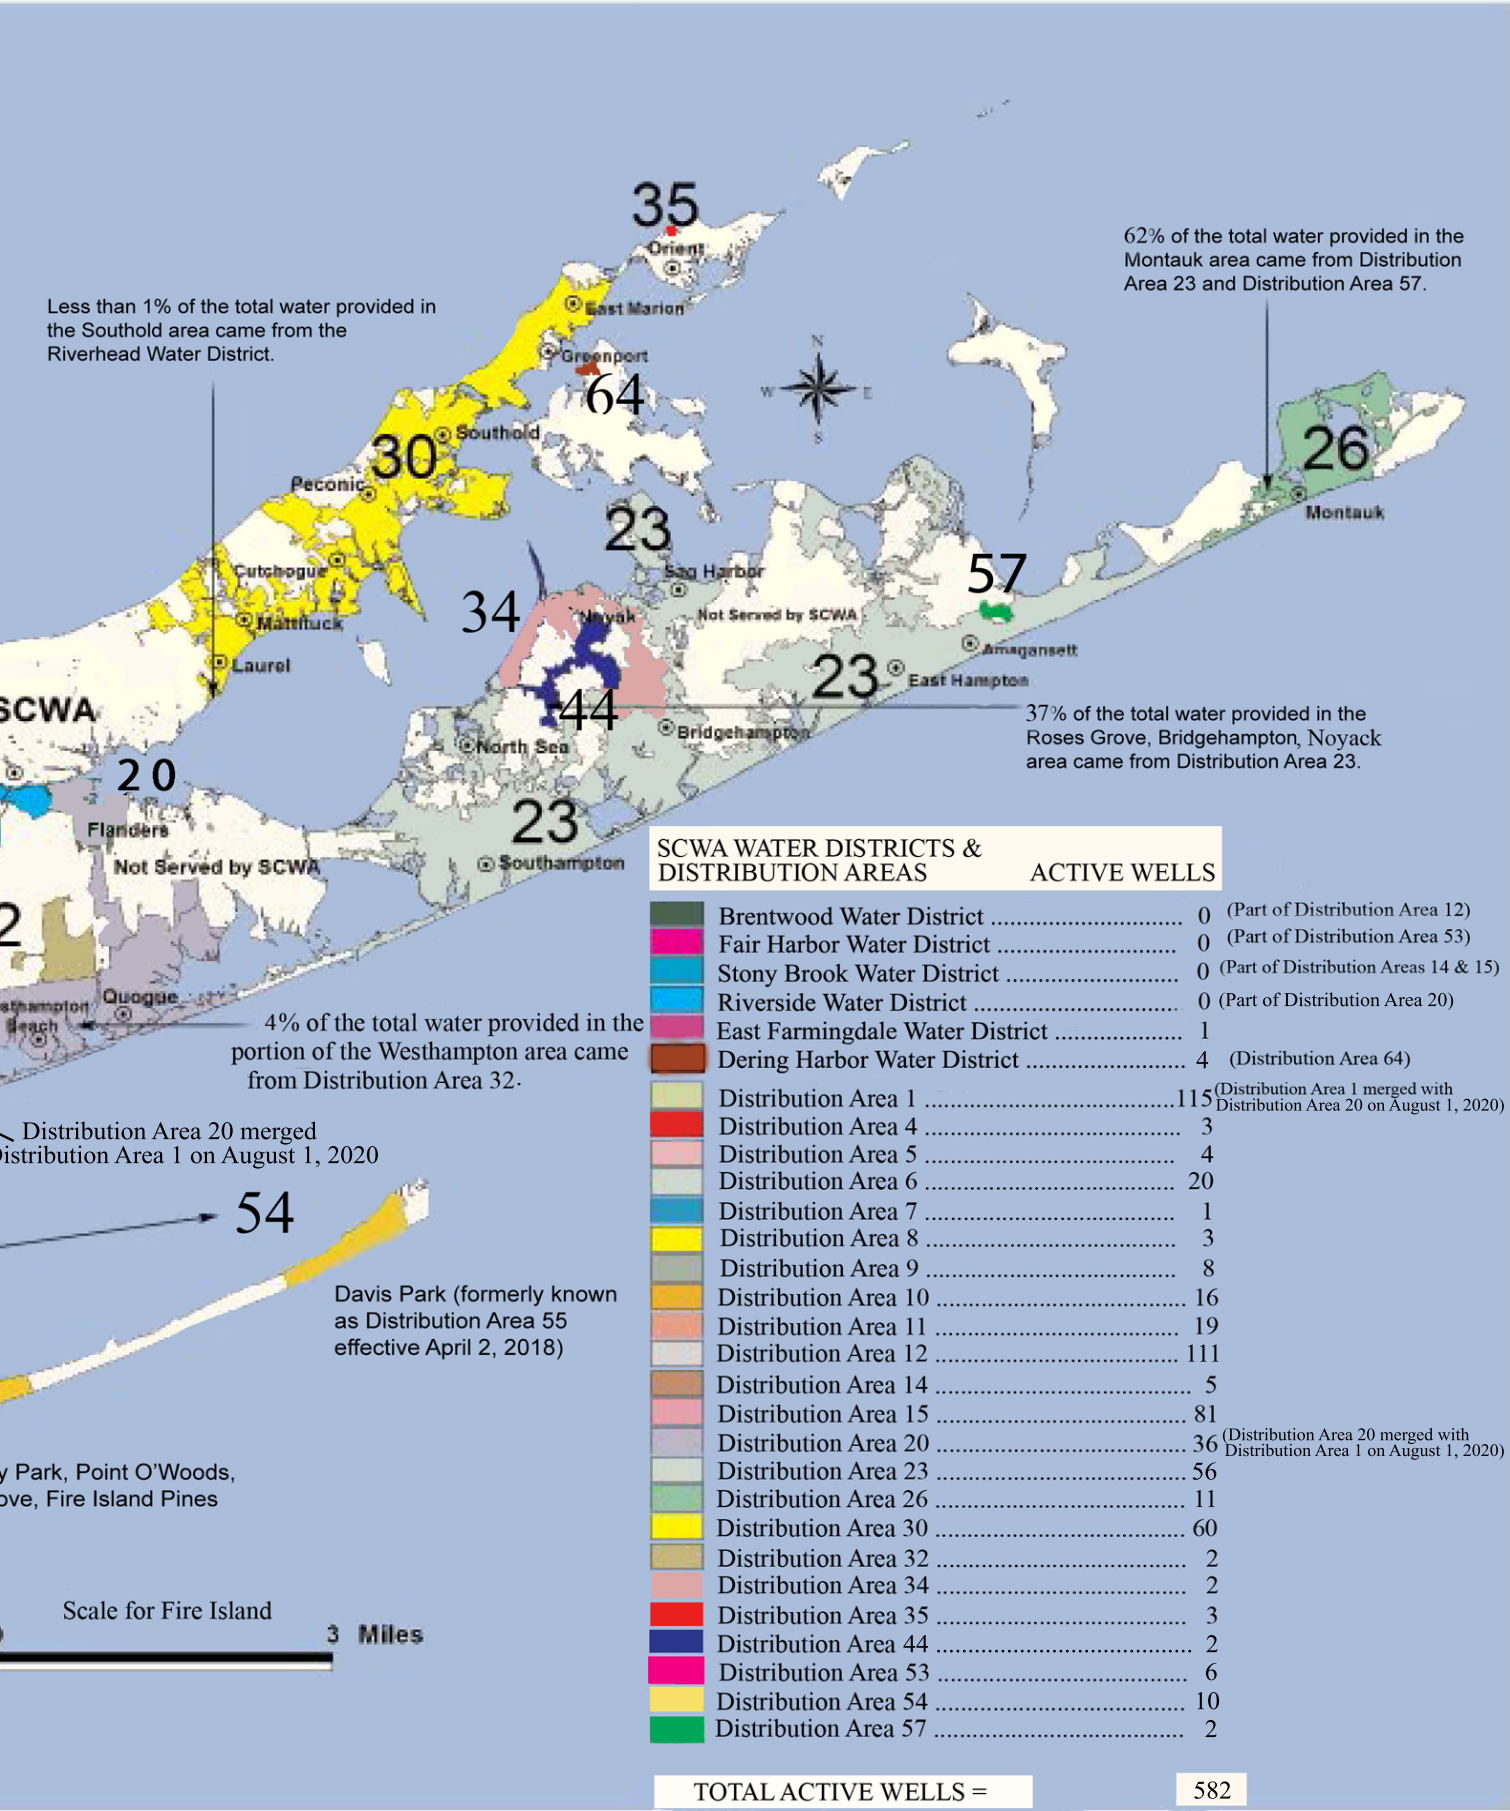 35
Orient
62% of the total water provided in the
Montauk area came from Distribution
Area 23 and Distribution Area 57.
Less than 1% of the total water provided in
the Southold area came from the
Riverhead Water District.
East Marion
Greenport
64
N
W E
S
30
Southold
Peconic
26
Montauk
23
Sag Harbor
57
Cutchogue
34
Noyak
Not Served by SCWA
Mattituck
Amagansett
Laurel
23
East Hampton
SCWA
44
37% of the total water provided in the
Roses Grove, Bridgehampton, Noyack
area came from Distribution Area 23.
Bridgehampton
North Sea
20
23
Flanders
Not Served by SCWA
Southampton
2
Quogue
sthampton
Beach
4% of the total water provided in the
portion of the Westhampton area came
from Distribution Area 32.
Distribution Area 20 merged
istribution Area 1 on August 1, 2020
54
Davis Park (formerly known
as Distribution Area 55
effective April 2, 2018)
y Park, Point O'Woods,
ove, Fire Island Pines
Scale for Fire Island
3 Miles
SCWA WATER DISTRICTS &
DISTRIBUTION AREAS ACTIVE WELLS
Brentwood Water District ............................. 0 (Part of Distribution Area 12)
Fair Harbor Water District ............................ 0 (Part of Distribution Area 53)
Stony Brook Water District ........................... 0 (Part of Distribution Areas 14 & 15)
Riverside Water District ................................ 0 (Part of Distribution Area 20)
East Farmingdale Water District .................... 1
Dering Harbor Water District ......................... 4 (Distribution Area 64)
Distribution Area 1 .......................................115 (Distribution Area 1 merged with
Distribution Area 20 on August 1, 2020)
Distribution Area 4 ....................................... 3
Distribution Area 5 ....................................... 4
Distribution Area 6 ....................................... 20
Distribution Area 7 ....................................... 1
Distribution Area 8 ....................................... 3
Distribution Area 9 ....................................... 8
Distribution Area 10 ....................................... 16
Distribution Area 11 ...................................... 19
Distribution Area 12 ...................................... 111
Distribution Area 14 ........................................ 5
Distribution Area 15 ....................................... 81
Distribution Area 20 ....................................... 36 (Distribution Area 20 merged with
Distribution Area 1 on August 1, 2020)
Distribution Area 23 ....................................... 56
Distribution Area 26 ....................................... 11
Distribution Area 30 ....................................... 60
Distribution Area 32 ....................................... 2
Distribution Area 34 ....................................... 2
Distribution Area 35 ....................................... 3
Distribution Area 44 ........................................ 2
Distribution Area 53 ....................................... 6
Distribution Area 54 ....................................... 10
Distribution Area 57 ....................................... 2
TOTAL ACTIVE WELLS = 582